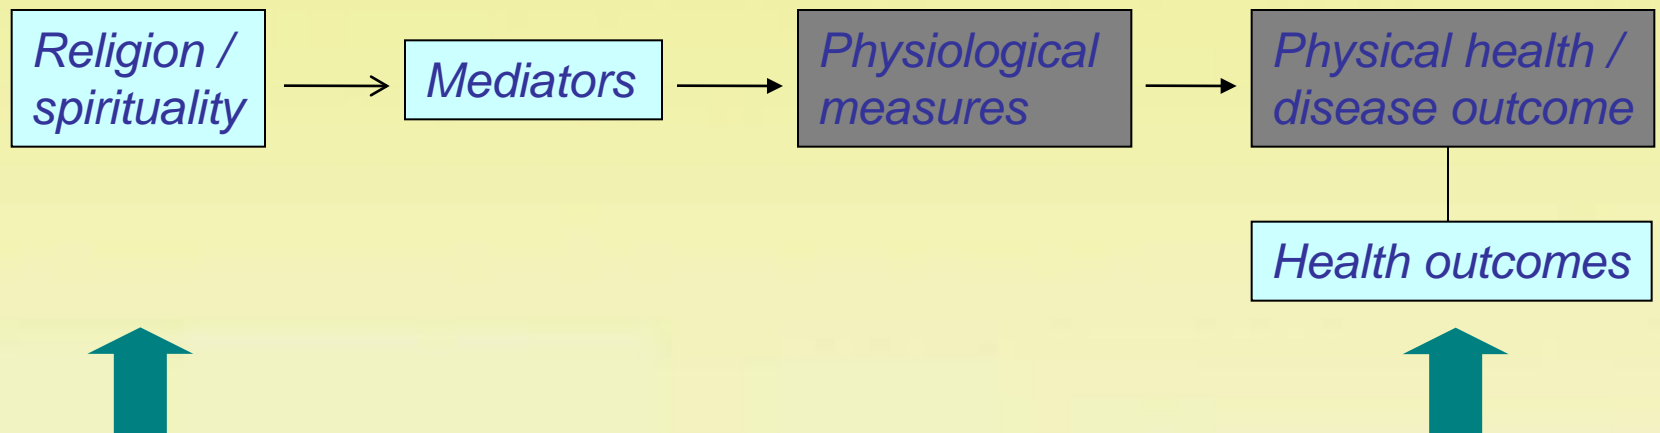 Religion /
spirituality
Mediators
Physiological
measures
Physical health /
disease outcome
Health outcomes